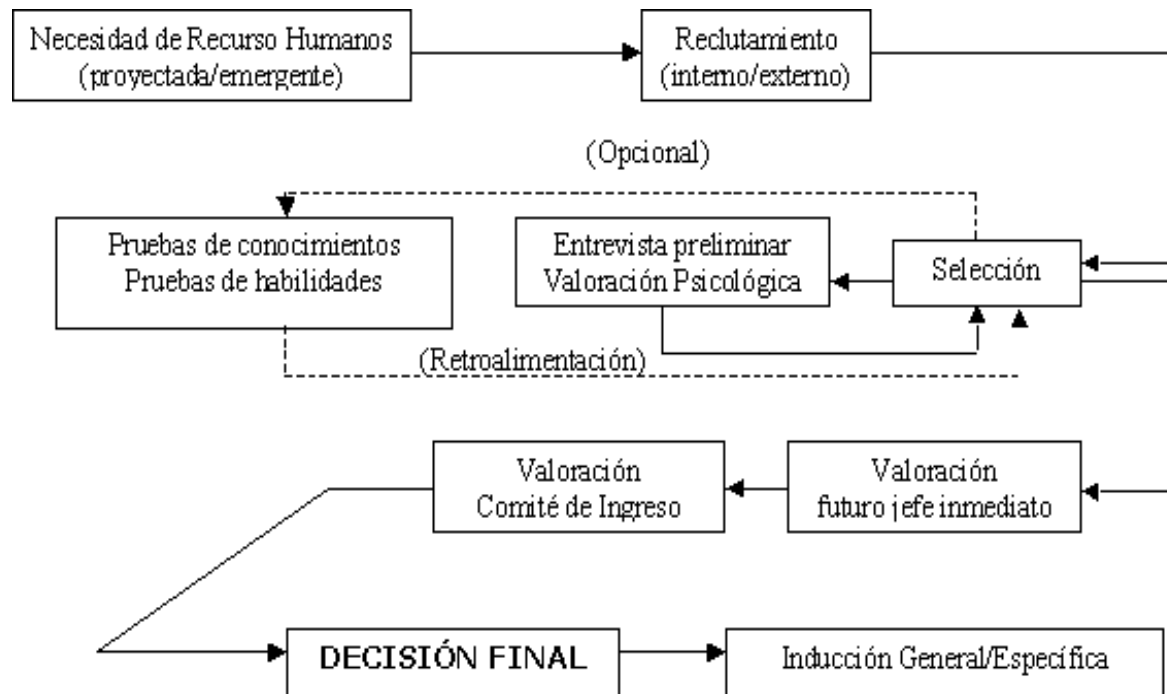 Necesidad de Recurso Humanos
(proyectada/emergente)
Reclutamiento
(interno/externo)
(Opcional)
Pruebas de conocimientos
Pruebas de habilidades
Entrevista preliminar
Valoración Psicológica
Selección
(Retroalimentación)
Valoración
Comité de Ingreso
Valoración
futuro jefe inmediato
DECISIÓN FINAL
Inducción General/Específica